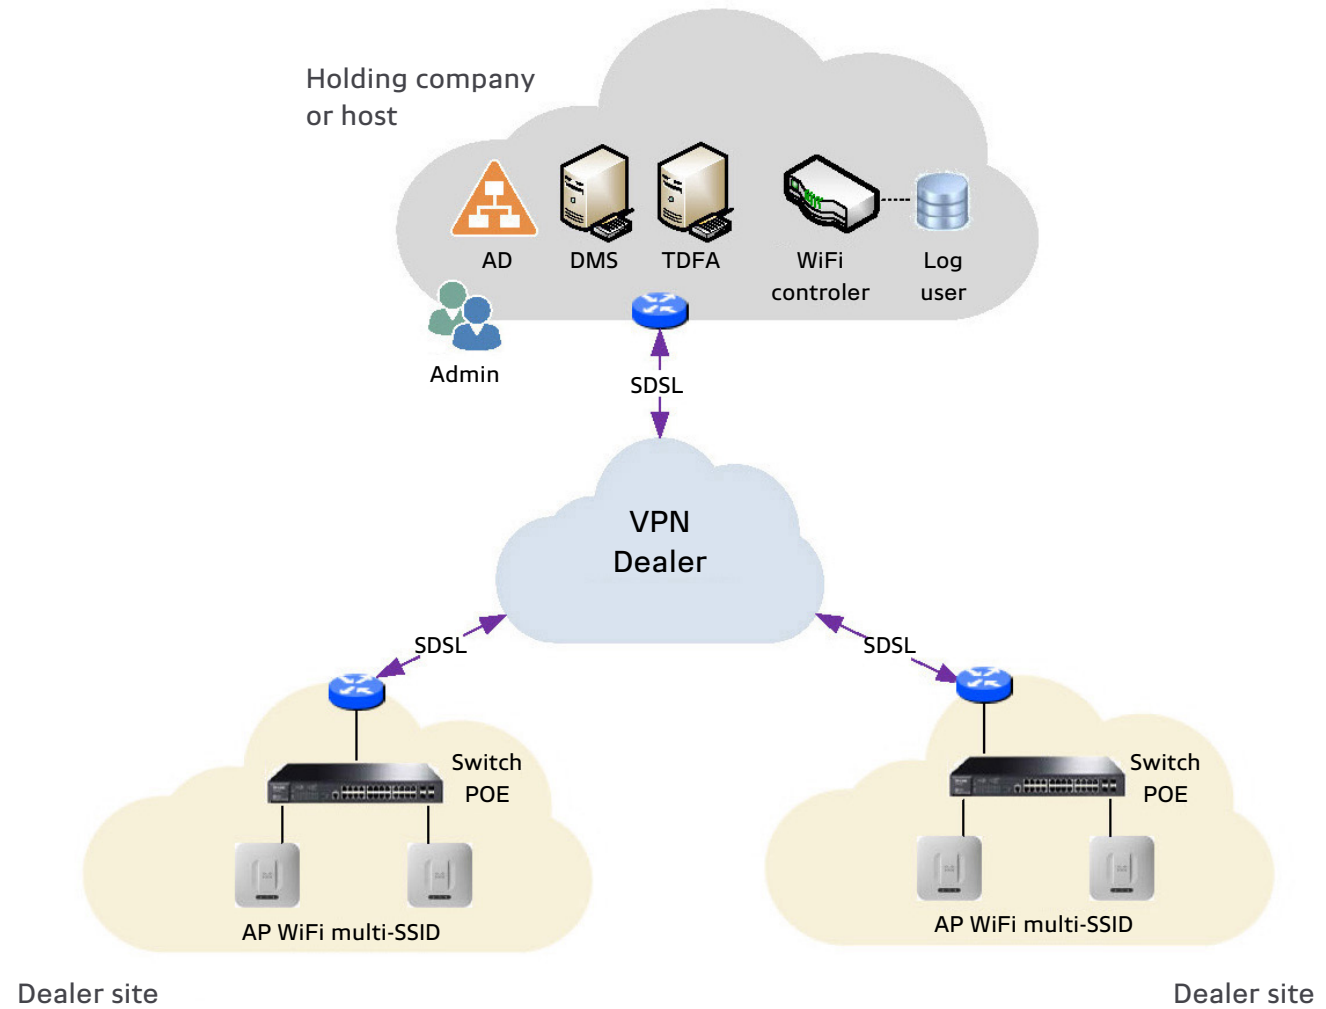 Holding company
or host
AD
DMS
TDFA
WiFi
controler
Log
user
Admin
SDSL
VPN
Dealer
SDSL
SDSL
Switch
POE
Switch
POE
AP WiFi multi-SSID
AP WiFi multi-SSID
Dealer site
Dealer site